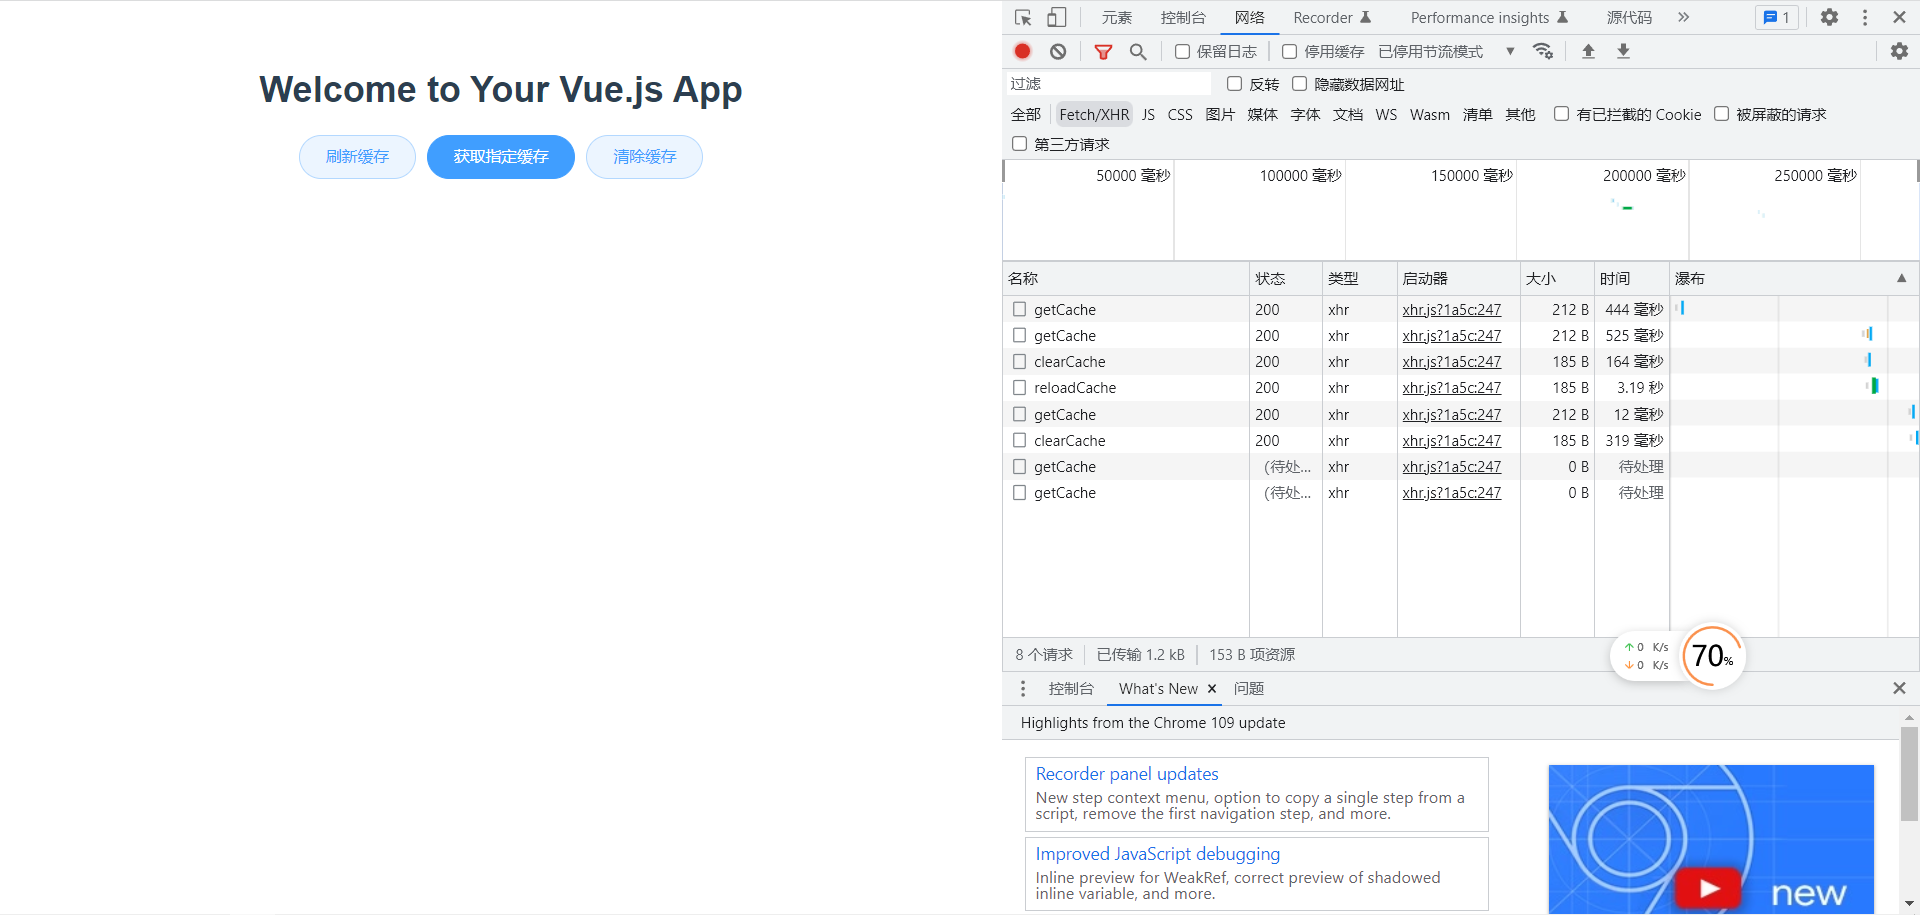 Welcome to Your Vue.js App
刷新缓存 获取指定缓存 清除缓存
元素 控制台 网络 Recorder Performance insights 源代码 » 1
保留日志 停用缓存 已停用节流模式
过滤 反转 隐藏数据网址
全部 Fetch/XHR JS CSS 图片 媒体 字体 文档 WS Wasm 清单 其他 有已拦截的 Cookie 被屏蔽的请求
第三方请求
50000 毫秒 100000 毫秒 150000 毫秒 200000 毫秒 250000 毫秒
名称 状态 类型 启动器 大小 时间 瀑布
getCache 200 xhr xhr.js?1a5c:247 212 B 444 毫秒
getCache 200 xhr xhr.js?1a5c:247 212 B 525 毫秒
clearCache 200 xhr xhr.js?1a5c:247 185 B 164 毫秒
reloadCache 200 xhr xhr.js?1a5c:247 185 B 3.19 秒
getCache 200 xhr xhr.js?1a5c:247 212 B 12 毫秒
clearCache 200 xhr xhr.js?1a5c:247 185 B 319 毫秒
getCache (待处... xhr xhr.js?1a5c:247 0 B 待处理
getCache (待处... xhr xhr.js?1a5c:247 0 B 待处理
8 个请求 已传输 1.2 kB 153 B 项资源
↑ 0 K/s
↓ 0 K/s
70%
控制台 What's New × 问题
Highlights from the Chrome 109 update
Recorder panel updates
New step context menu, option to copy a single step from a
script, remove the first navigation step, and more.
Improved JavaScript debugging
Inline preview for WeakRef, correct preview of shadowed
inline variable, and more.
new